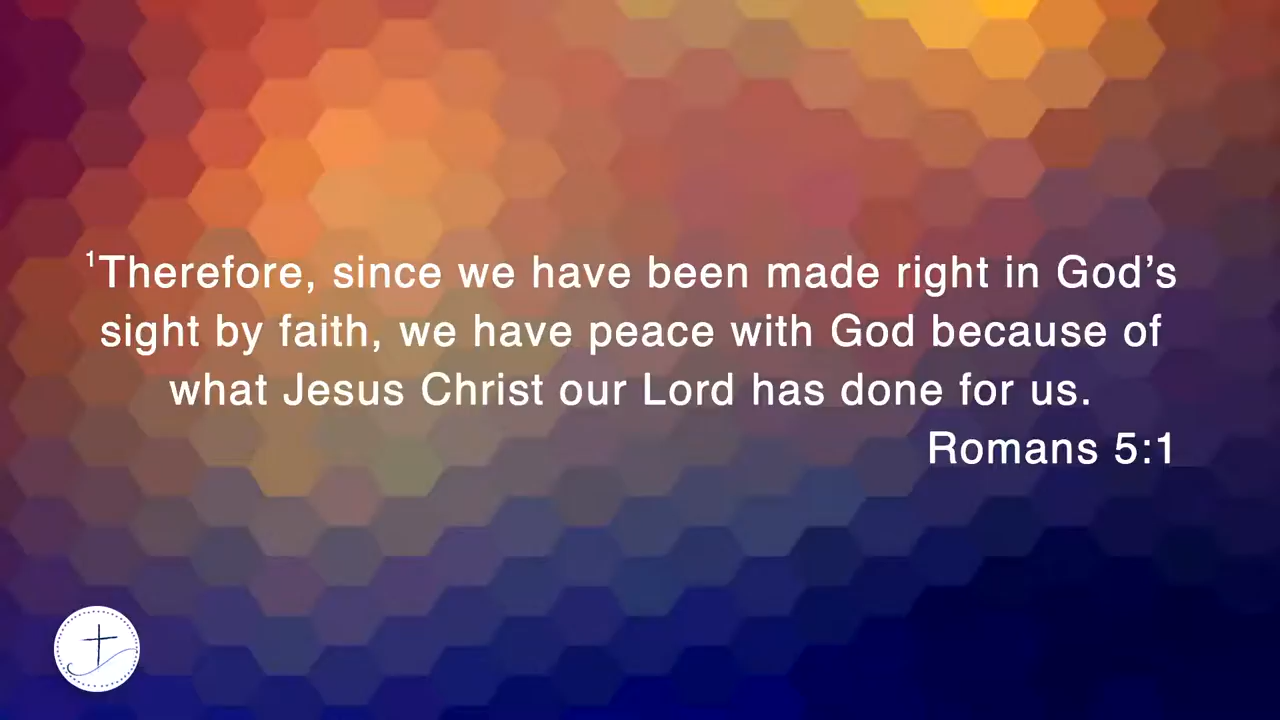 ¹Therefore, since we have been made right in God’s
sight by faith, we have peace with God because of
what Jesus Christ our Lord has done for us.
Romans 5:1